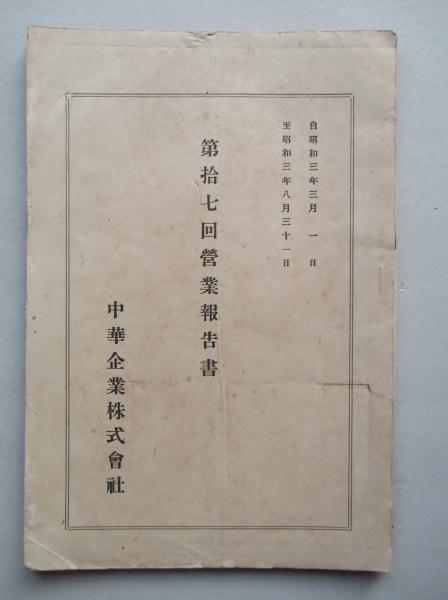 自昭和三年三月一日
至昭和三年八月三十一日
第拾七回營業報告書
中華企業株式會社